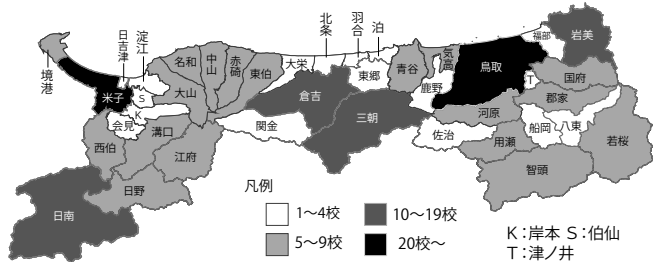 北条
羽合
泊
日吉津
淀江
福部
岩美
境港
名和
中山
赤碕
東伯
大栄
東郷
青谷
気高
鳥取
T
国府
米子
S
K
大山
倉吉
鹿野
郡家
会見
溝口
関金
三朝
佐治
河原
船岡
八東
西伯
江府
用瀬
若桜
智頭
日野
日南
凡例
1〜4校
10〜19校
5〜9校
20校〜
K：岸本 S：伯仙
T：津ノ井